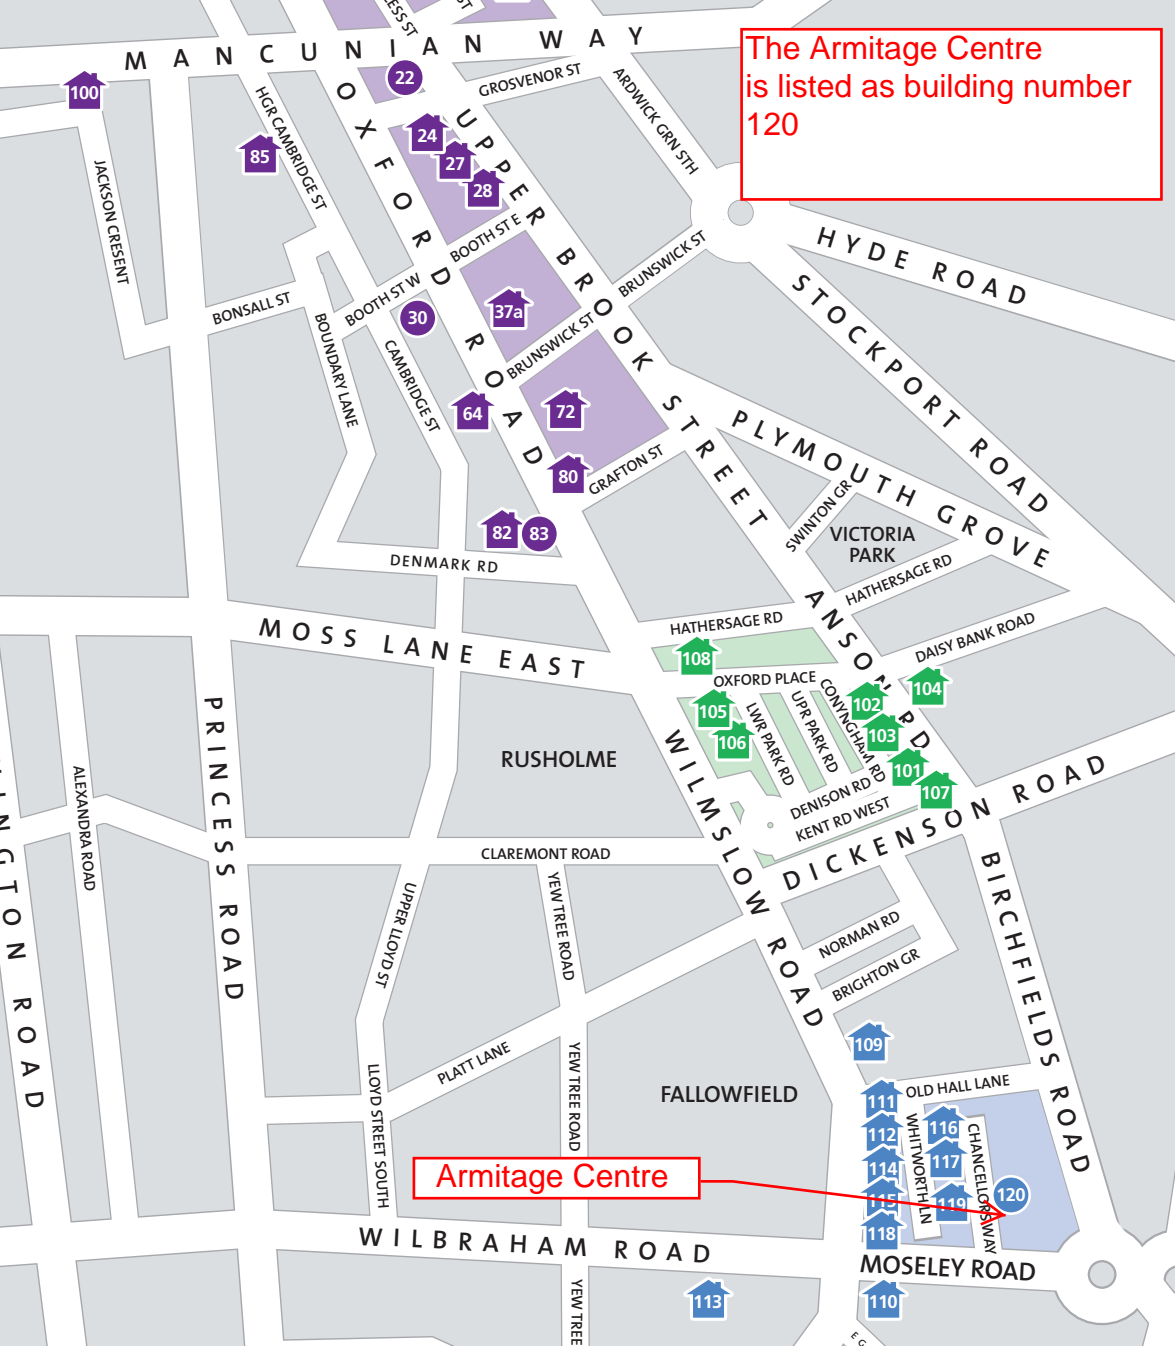 The Armitage Centre
is listed as building number
120
MANCUNIAN WAY
22
GROSVENOR ST
ARDWICK GRN STH
100
HGR CAMBRIDGE ST
85
24
27
28
JACKSON CRESENT
OXFORD ROAD
UPPER BROOK STREET
BOOTH ST E
BRUNSWICK ST
HYDE ROAD
STOCKPORT ROAD
BONSALL ST
BOOTH ST W
30
37a
BRUNSWICK ST
BOUNDARY LANE
CAMBRIDGE ST
64
72
PLYMOUTH GROVE
80
GRAFTON ST
SWINTON GR
82
83
VICTORIA
PARK
DENMARK RD
HATHERSAGE RD
HATHERSAGE RD
DAISY BANK ROAD
ANSON RD
MOSS LANE EAST
108
OXFORD PLACE
104
102
105
106
103
101
107
LWR PARK RD
UPR PARK RD
CONYNGHAM RD
DENISON RD
KENT RD WEST
DICKENSON ROAD
PRINCESS ROAD
RUSHOLME
WILMSLOW ROAD
ALEXANDRA ROAD
CLAREMONT ROAD
UPPER LLOYD ST
YEW TREE ROAD
NORMAN RD
BRIGHTON GR
BIRCHFIELDS ROAD
NGTON ROAD
PLATT LANE
LLOYD STREET SOUTH
YEW TREE ROAD
FALLOWFIELD
109
OLD HALL LANE
111
112
114
115
118
116
117
119
120
WHITWORTH LN
CHANCELLORS WAY
Armitage Centre
WILBRAHAM ROAD
MOSELEY ROAD
113
110
YEW TREE